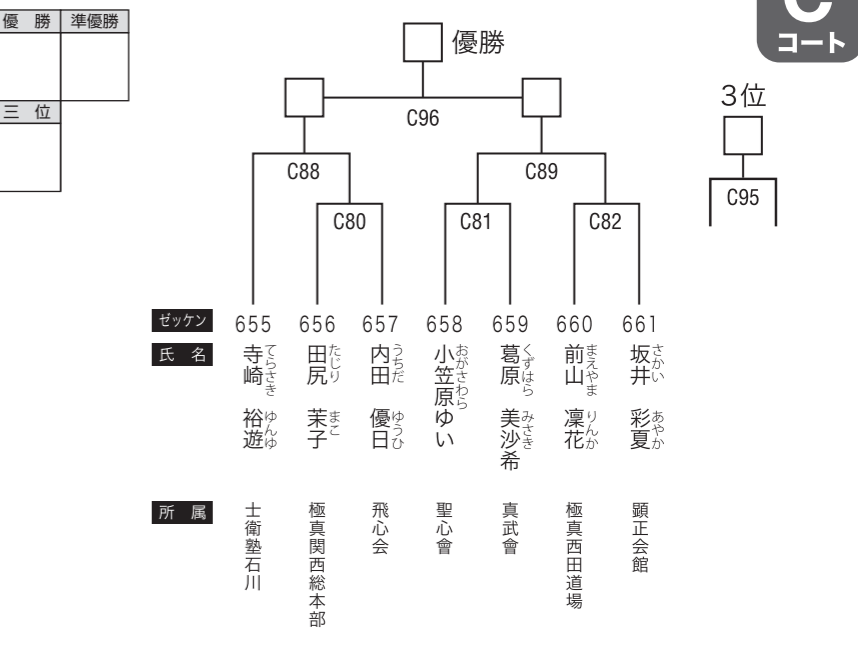 優 勝 準優勝
三 位
C
コート
優勝
3位
C96
C88
C89
C95
C80
C81
C82
ゼッケン 655 656 657 658 659 660 661
氏 名
寺崎 裕遊
てらさき ゆんゆ
田尻 茉子
たじり まこ
内田 優日
うちだ ゆうひ
小笠原ゆい
おがさわら
葛原 美沙希
くずはら みさき
前山 凜花
まえやま りんか
坂井 彩夏
さかい あやか
所 属
士衛塾石川
極真関西総本部
飛心会
聖心會
真武會
極真西田道場
顕正会館